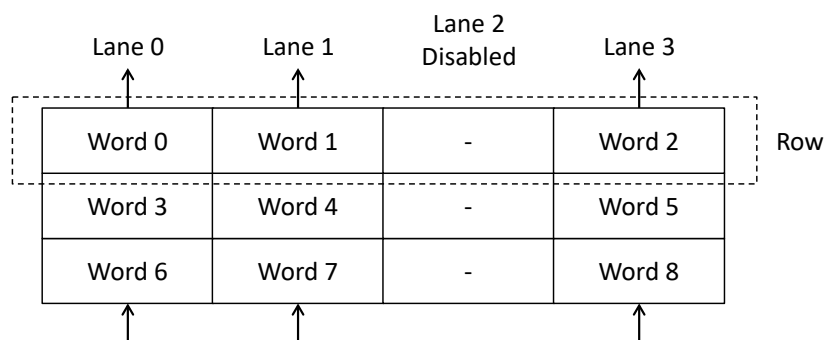 Lane 0 Lane 1 Lane 2 Disabled Lane 3
Word 0 Word 1 - Word 2 Row
Word 3 Word 4 - Word 5
Word 6 Word 7 - Word 8